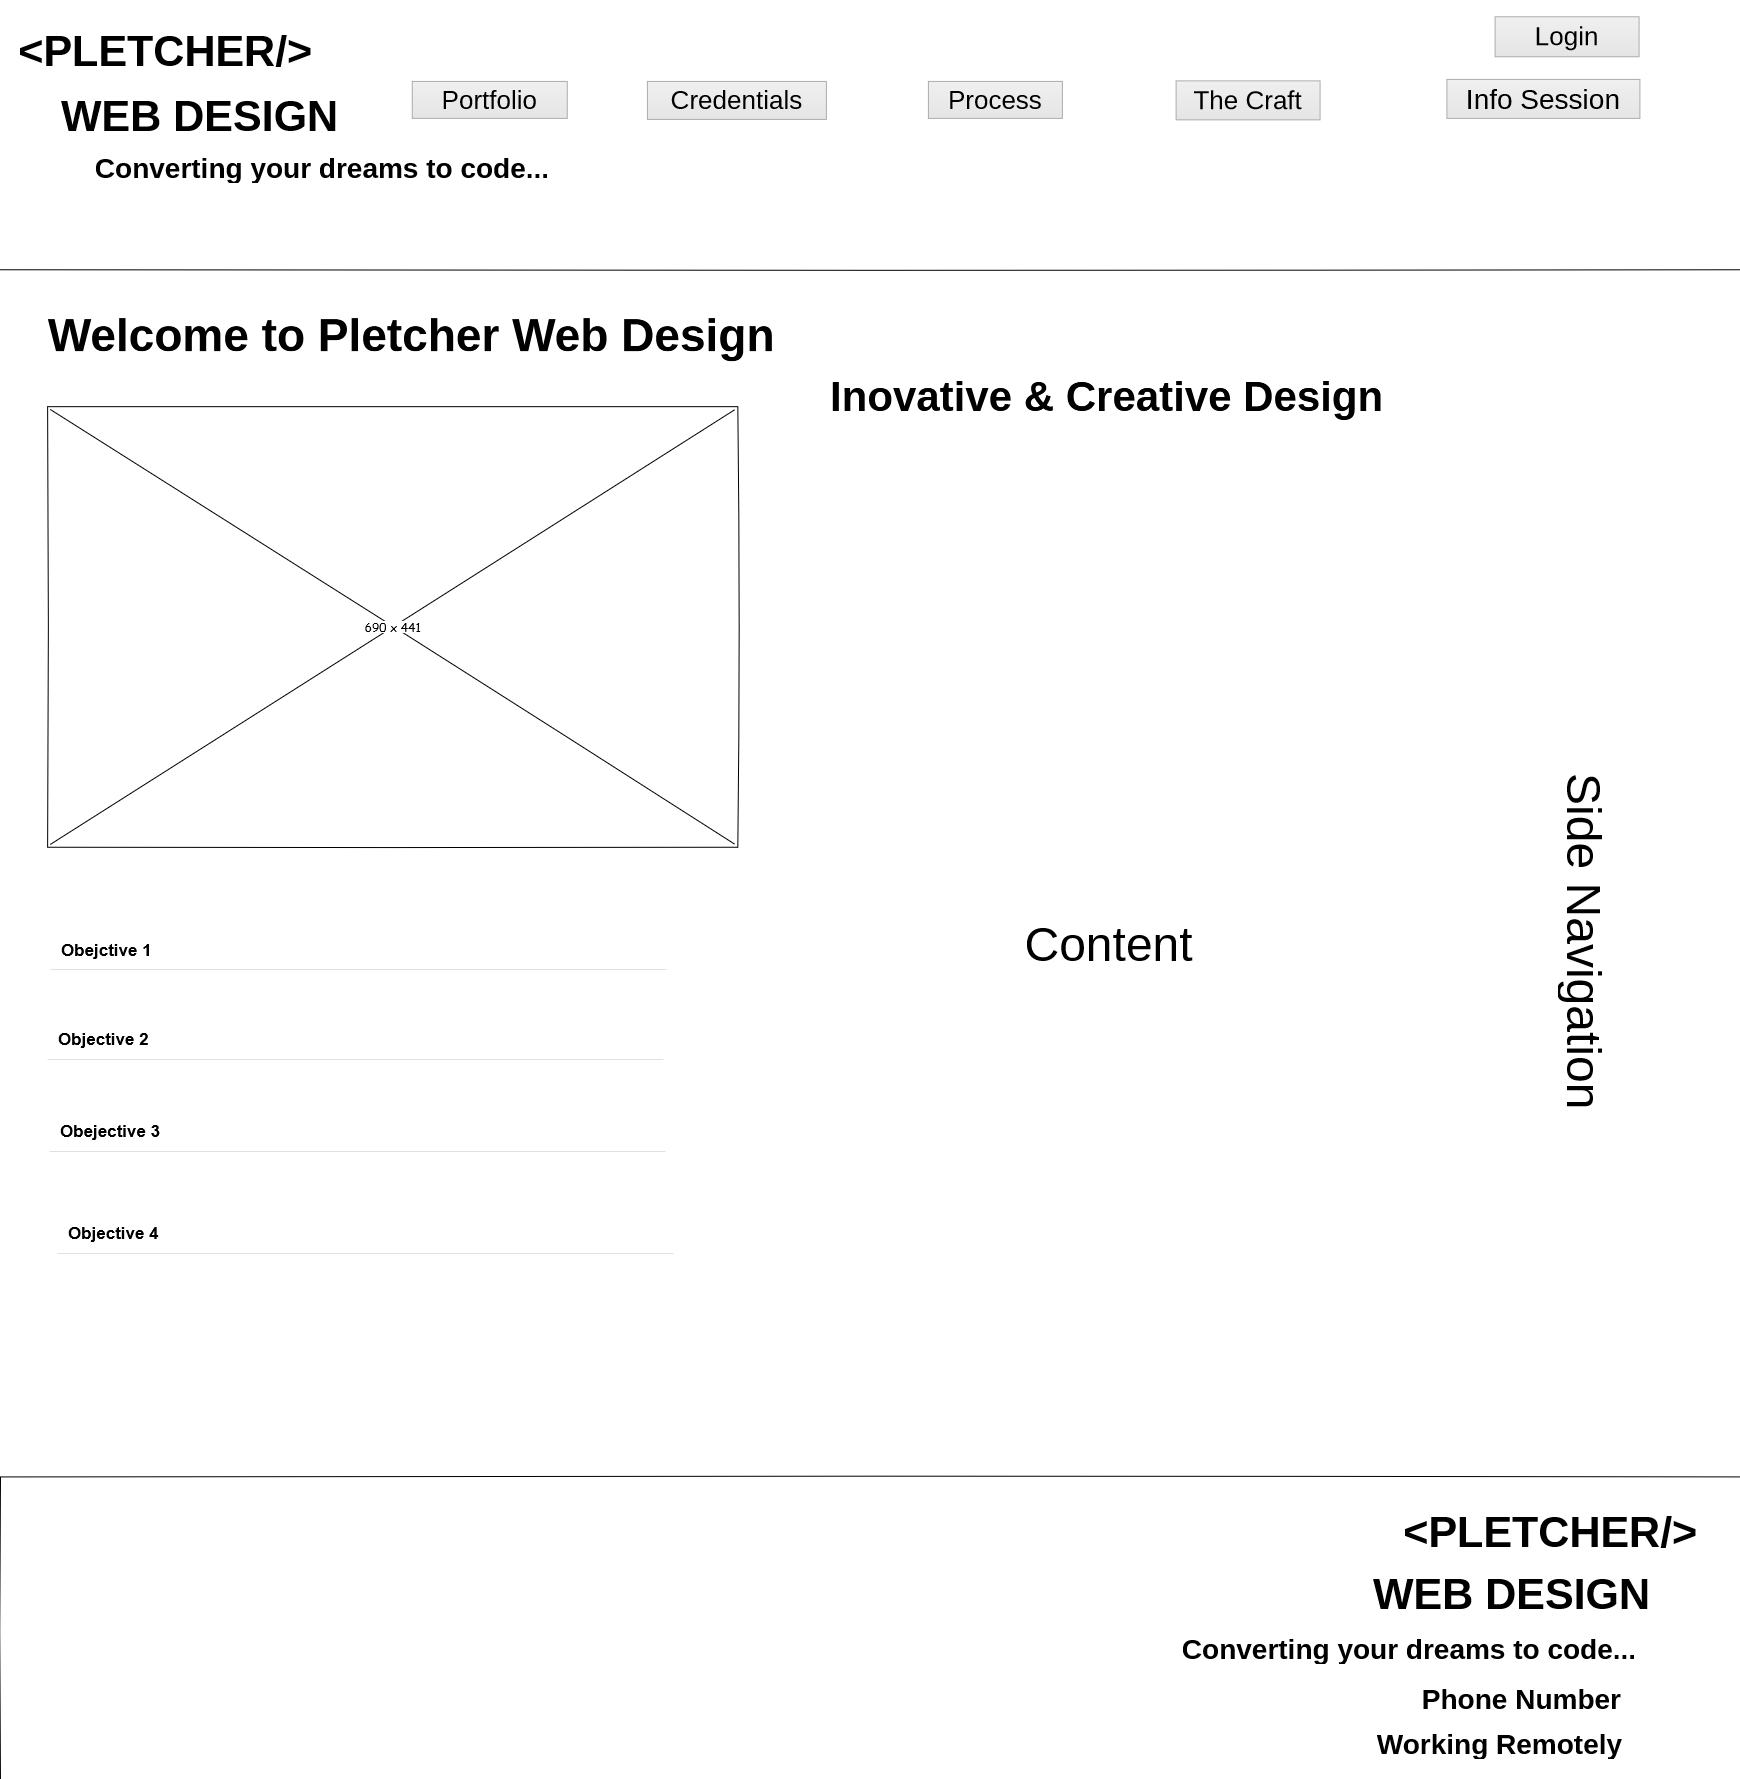 <PLETCHER/>
WEB DESIGN
Converting your dreams to code...
Login
Portfolio
Credentials
Process
The Craft
Info Session
Welcome to Pletcher Web Design
690 x 441
Inovative & Creative Design
Obejctive 1
Objective 2
Obejective 3
Objective 4
Content
Side Navigation
<PLETCHER/>
WEB DESIGN
Converting your dreams to code...
Phone Number
Working Remotely